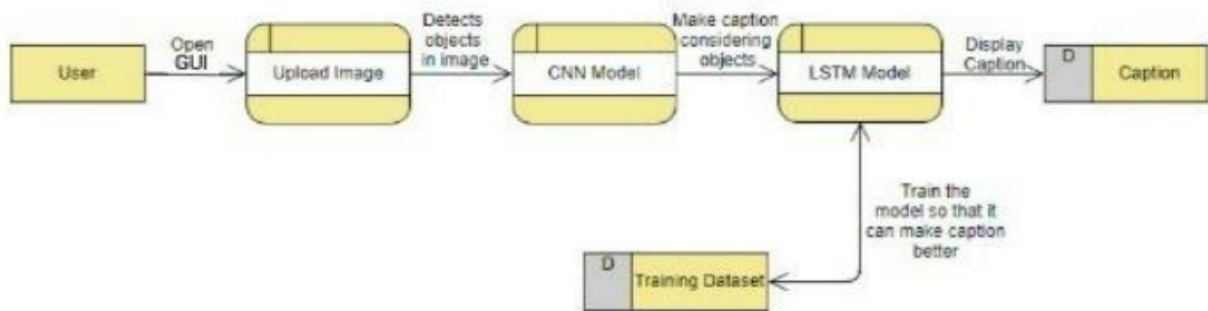 User
Open
GUI
Upload Image
Detects
objects
in image
CNN Model
Make caption
considering
objects
LSTM Model
Display
Caption
D
Caption
Train the
model so that it
can make caption
better
D
Training Dataset